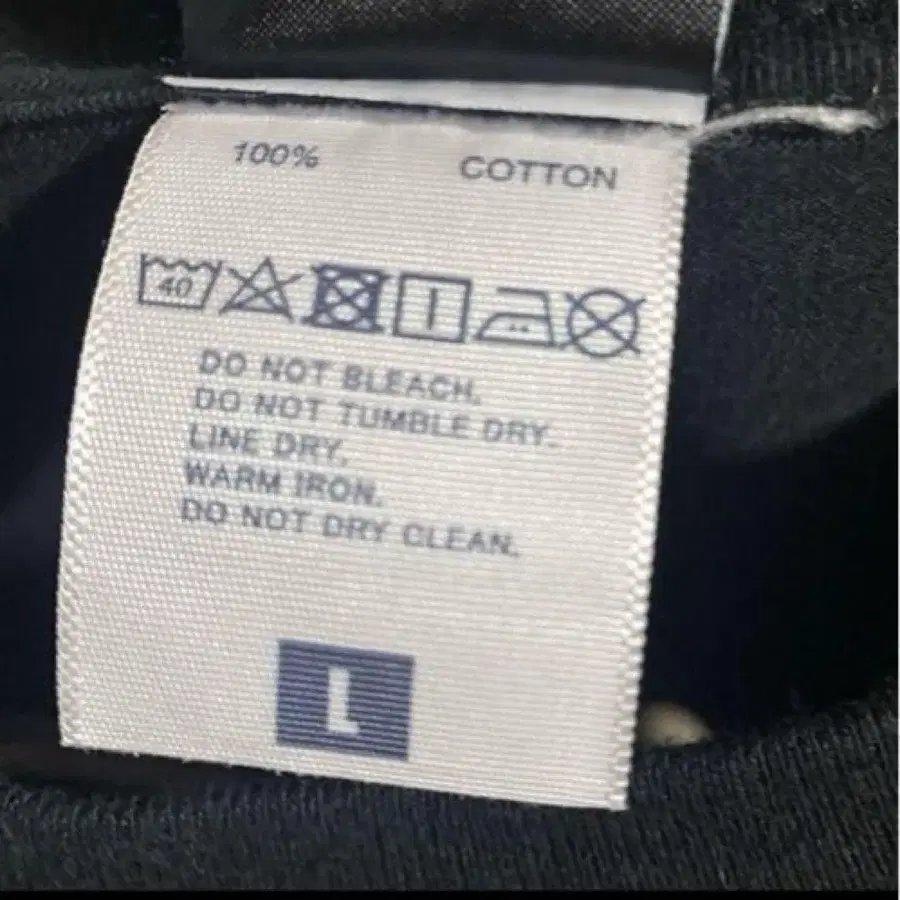 100% COTTON
40
DO NOT BLEACH.
DO NOT TUMBLE DRY.
LINE DRY.
WARM IRON.
DO NOT DRY CLEAN.
L